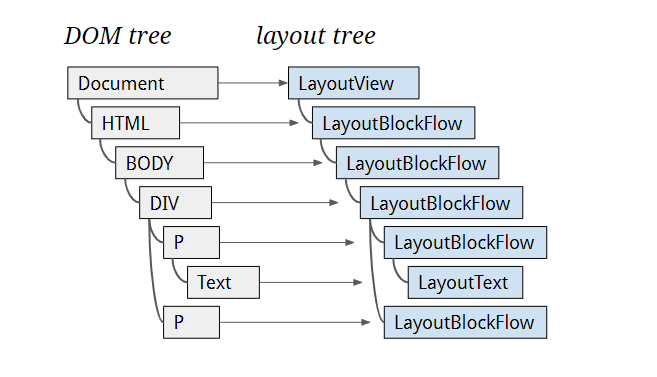 DOM tree layout tree
Document LayoutView
HTML LayoutBlockFlow
BODY LayoutBlockFlow
DIV LayoutBlockFlow
P LayoutBlockFlow
Text LayoutText
P LayoutBlockFlow